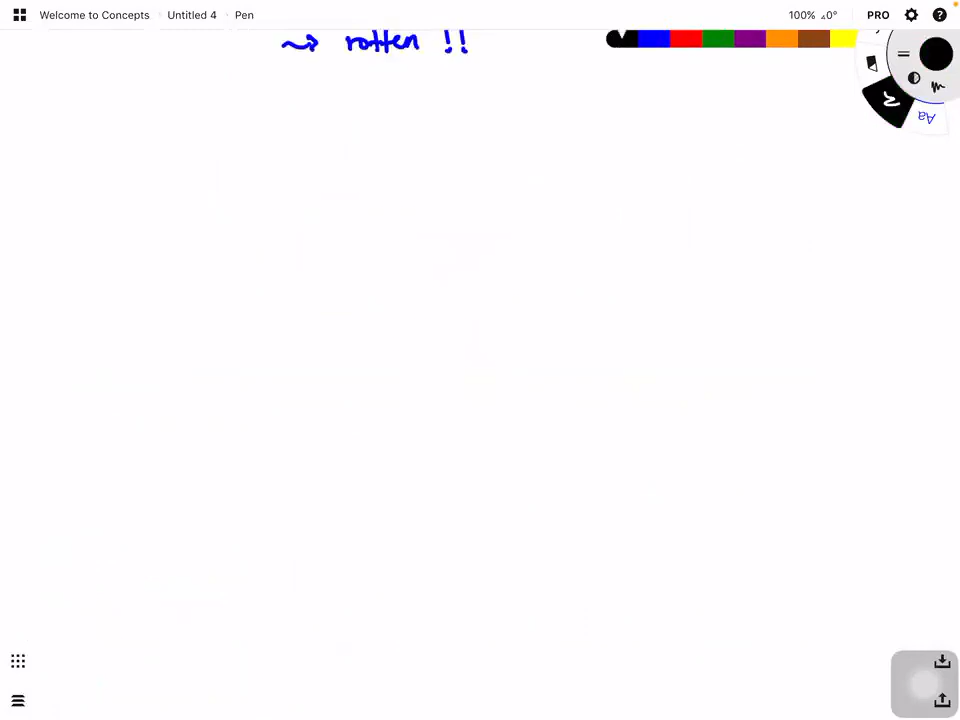 Welcome to Concepts › Untitled 4 › Pen 100% ⊿0° PRO
⤳ rotten !!
Aa